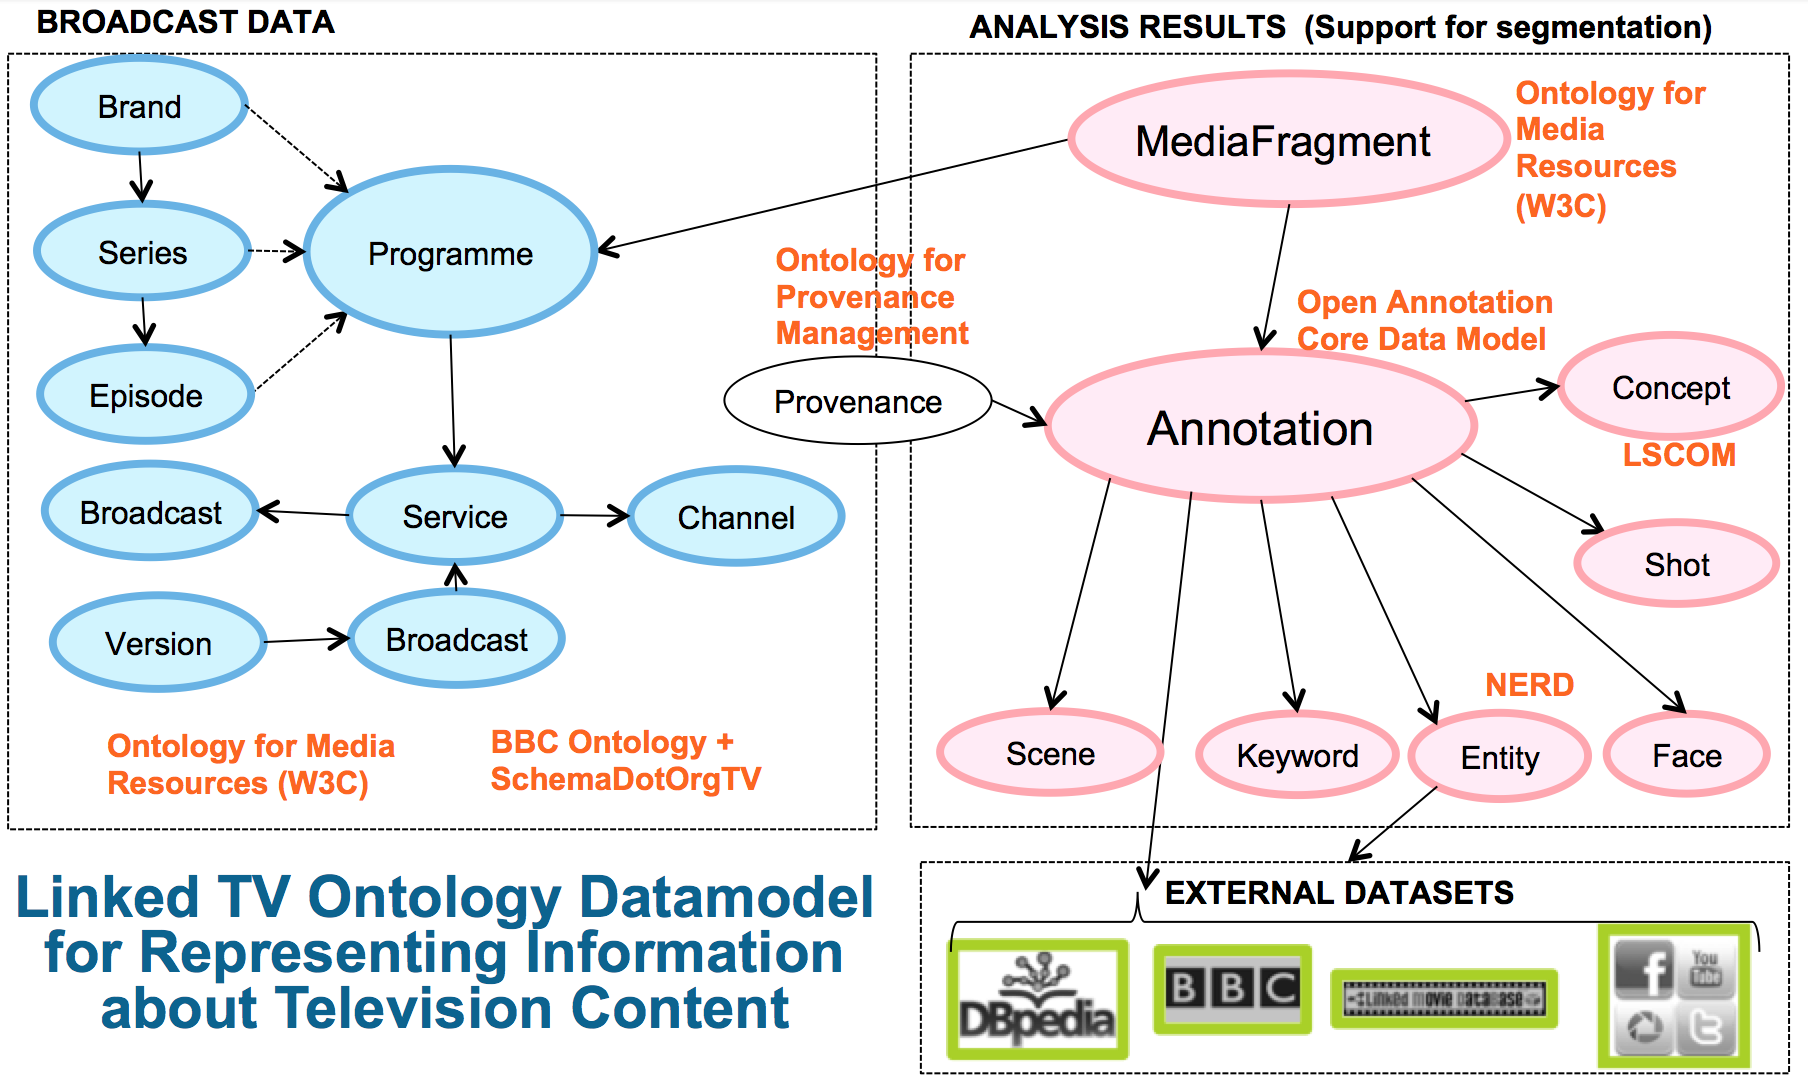 BROADCAST DATA
Brand
Series
Programme
Episode
Broadcast
Service
Channel
Version
Broadcast
Ontology for Media
Resources (W3C)
BBC Ontology +
SchemaDotOrgTV
ANALYSIS RESULTS (Support for segmentation)
MediaFragment
Ontology for
Media
Resources
(W3C)
Ontology for
Provenance
Management
Provenance
Open Annotation
Core Data Model
Annotation
Concept
LSCOM
Shot
NERD
Scene
Keyword
Entity
Face
Linked TV Ontology Datamodel
for Representing Information
about Television Content
EXTERNAL DATASETS
DBpedia
BBC
Linked Movie DataBase
f
You
Tube
t